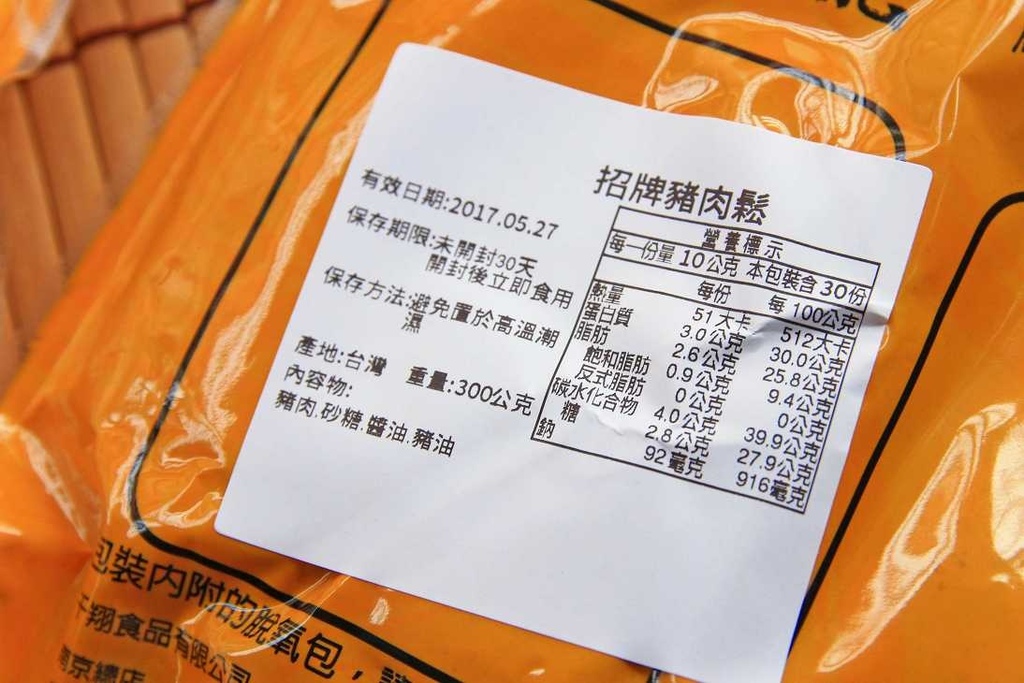 招牌豬肉鬆
有效日期:2017.05.27
保存期限:未開封30天
開封後立即食用
保存方法:避免置於高溫潮
濕
產地:台灣 重量:300公克
內容物:
豬肉.砂糖.醬油.豬油
營養標示
每一份量 10公克 本包裝含 30份
每份 每 100公克
熱量 51大卡 512大卡
蛋白質 3.0公克 30.0公克
脂肪 2.6公克 25.8公克
飽和脂肪 0.9公克 9.4公克
反式脂肪 0公克 0公克
碳水化合物 4.0公克 39.9公克
糖 2.8公克 27.9公克
鈉 92毫克 916毫克
包裝內附的脫氧包，
翔食品有限公司
南京總店